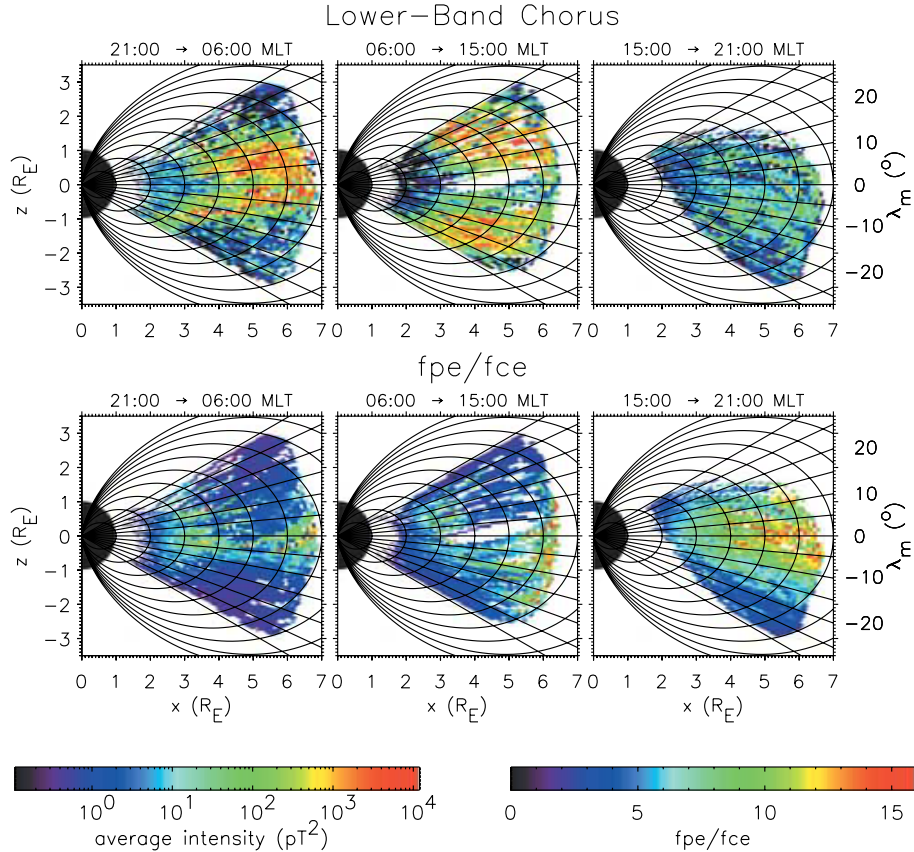 Lower-Band Chorus
21:00 → 06:00 MLT
06:00 → 15:00 MLT
15:00 → 21:00 MLT
3
2
1
0
-1
-2
-3
z (R_E)
20
10
0
-10
-20
λ_m (°)
0 1 2 3 4 5 6 7
0 1 2 3 4 5 6 7
0 1 2 3 4 5 6 7
fpe/fce
21:00 → 06:00 MLT
06:00 → 15:00 MLT
15:00 → 21:00 MLT
3
2
1
0
-1
-2
-3
z (R_E)
20
10
0
-10
-20
λ_m (°)
0 1 2 3 4 5 6 7
0 1 2 3 4 5 6 7
0 1 2 3 4 5 6 7
x (R_E)
x (R_E)
x (R_E)
10^0 10^1 10^2 10^3 10^4
average intensity (pT^2)
0 5 10 15
fpe/fce